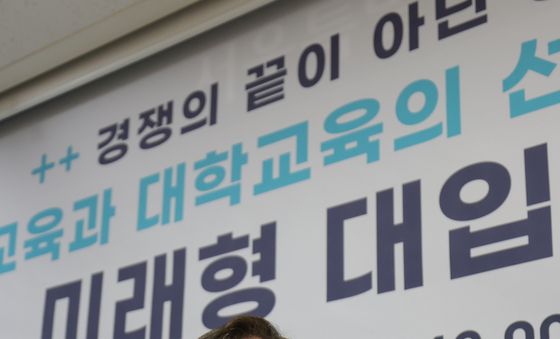 ++ 경쟁의 끝이 아닌
교육과 대학교육의 선
미래형 대입